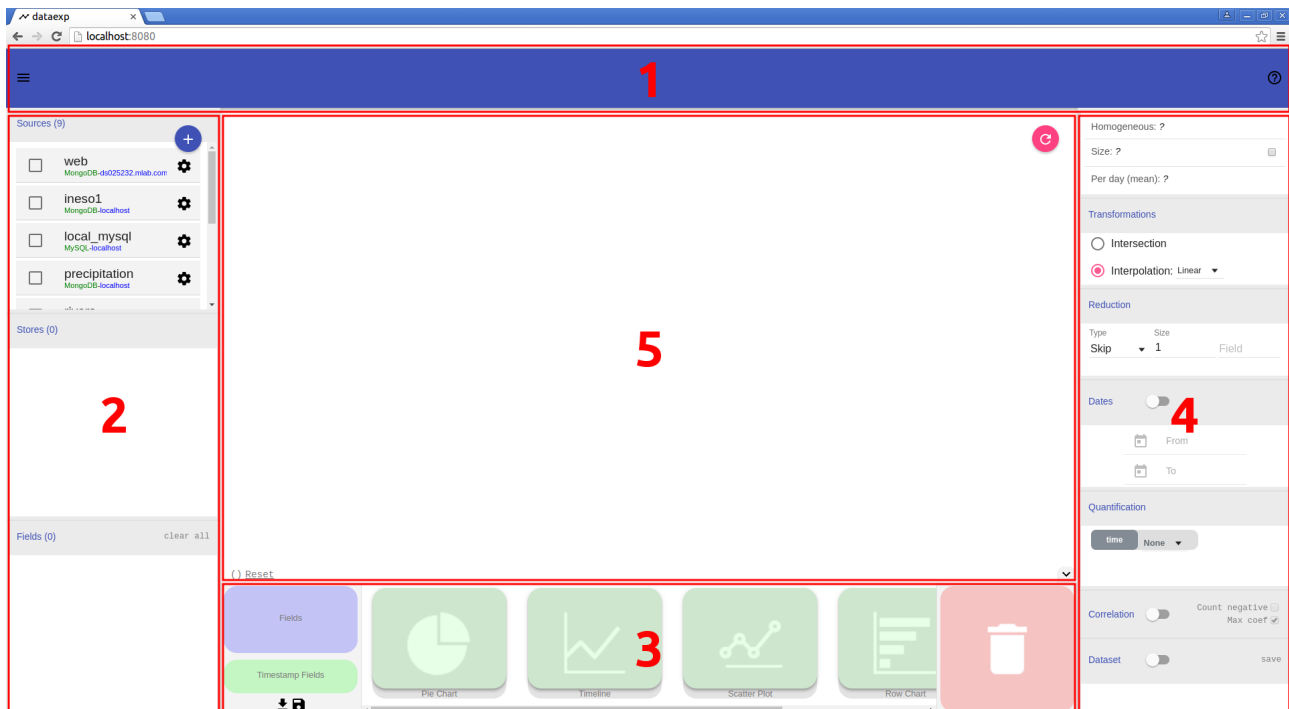 dataexp
localhost:8080
1
Sources (9)
web
MongoDB-ds025232.mlab.com
ineso1
MongoDB-localhost
local_mysql
MySQL-localhost
precipitation
MongoDB-localhost
Stores (0)
2
Fields (0) clear all
5
() Reset
Fields
Timestamp Fields
Pie Chart
Timeline
3
Scatter Plot
Row Chart
Homogeneous: ?
Size: ?
Per day (mean): ?
Transformations
Intersection
Interpolation: Linear
Reduction
Type Size
Skip 1 Field
Dates
4
From
To
Quantification
time None
Correlation Count negative
Max coef
Dataset save